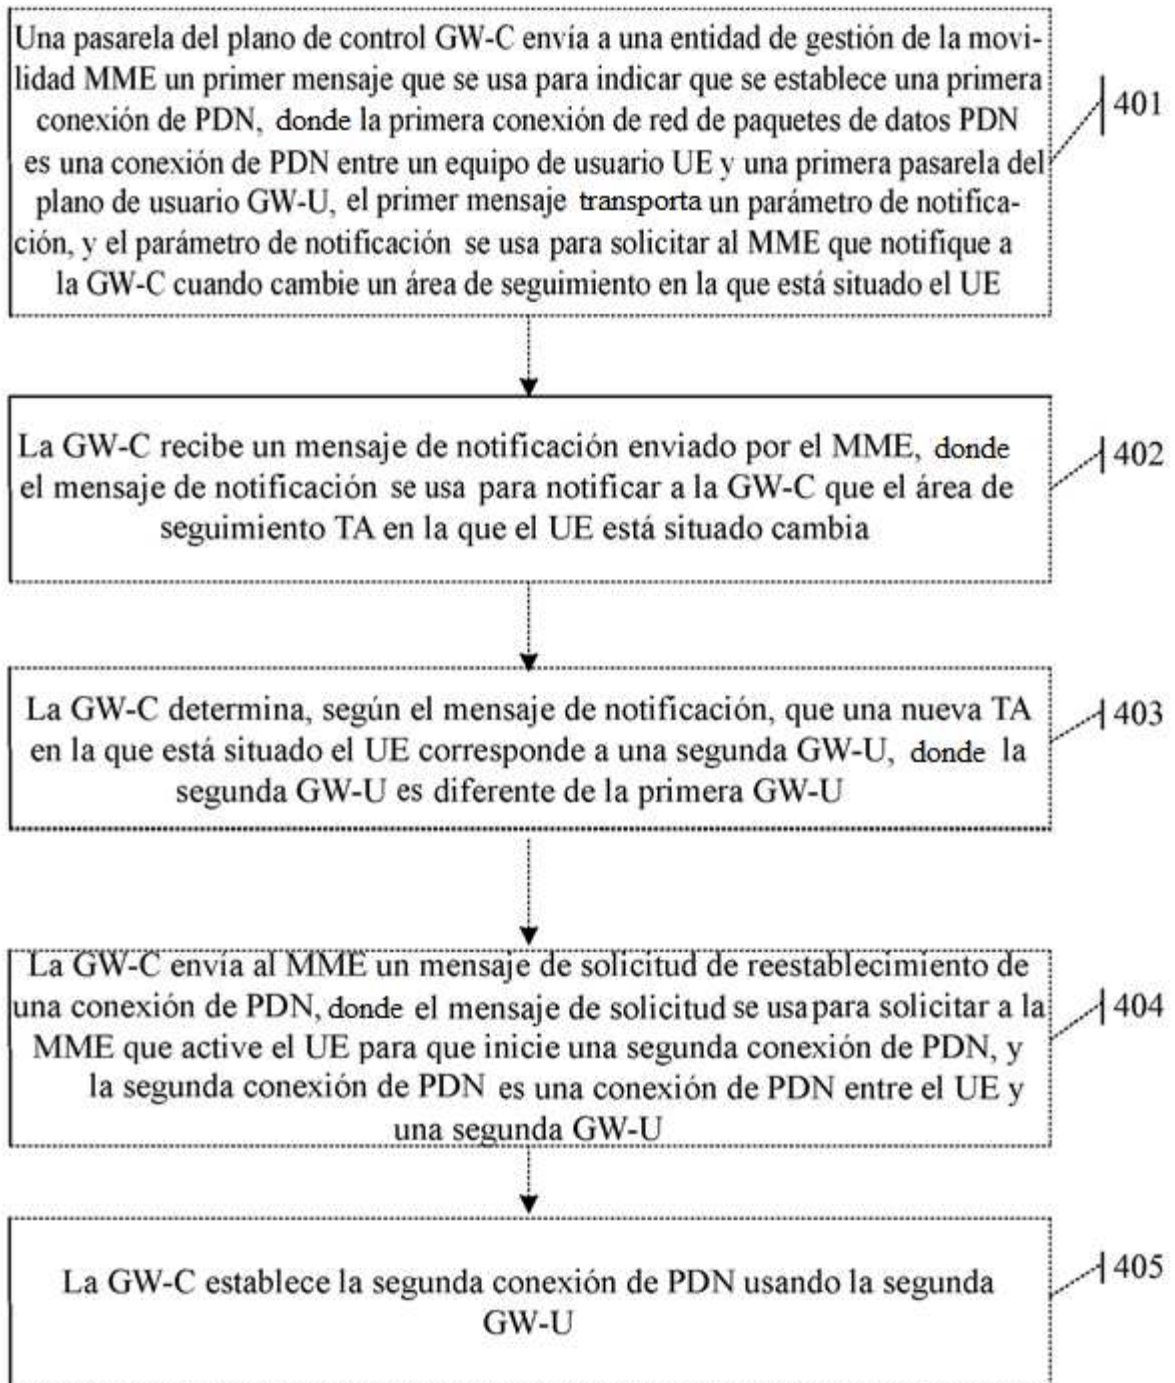 Una pasarela del plano de control GW-C envía a una entidad de gestión de la movi-
lidad MME un primer mensaje que se usa para indicar que se establece una primera
conexión de PDN, donde la primera conexión de red de paquetes de datos PDN
es una conexión de PDN entre un equipo de usuario UE y una primera pasarela del
plano de usuario GW-U, el primer mensaje transporta un parámetro de notifica-
ción, y el parámetro de notificación se usa para solicitar al MME que notifique a
la GW-C cuando cambie un área de seguimiento en la que está situado el UE
401
La GW-C recibe un mensaje de notificación enviado por el MME, donde
el mensaje de notificación se usa para notificar a la GW-C que el área de
seguimiento TA en la que el UE está situado cambia
402
La GW-C determina, según el mensaje de notificación, que una nueva TA
en la que está situado el UE corresponde a una segunda GW-U, donde la
segunda GW-U es diferente de la primera GW-U
403
La GW-C envía al MME un mensaje de solicitud de reestablecimiento de
una conexión de PDN, donde el mensaje de solicitud se usa para solicitar a la
MME que active el UE para que inicie una segunda conexión de PDN, y
la segunda conexión de PDN es una conexión de PDN entre el UE y
una segunda GW-U
404
La GW-C establece la segunda conexión de PDN usando la segunda
GW-U
405